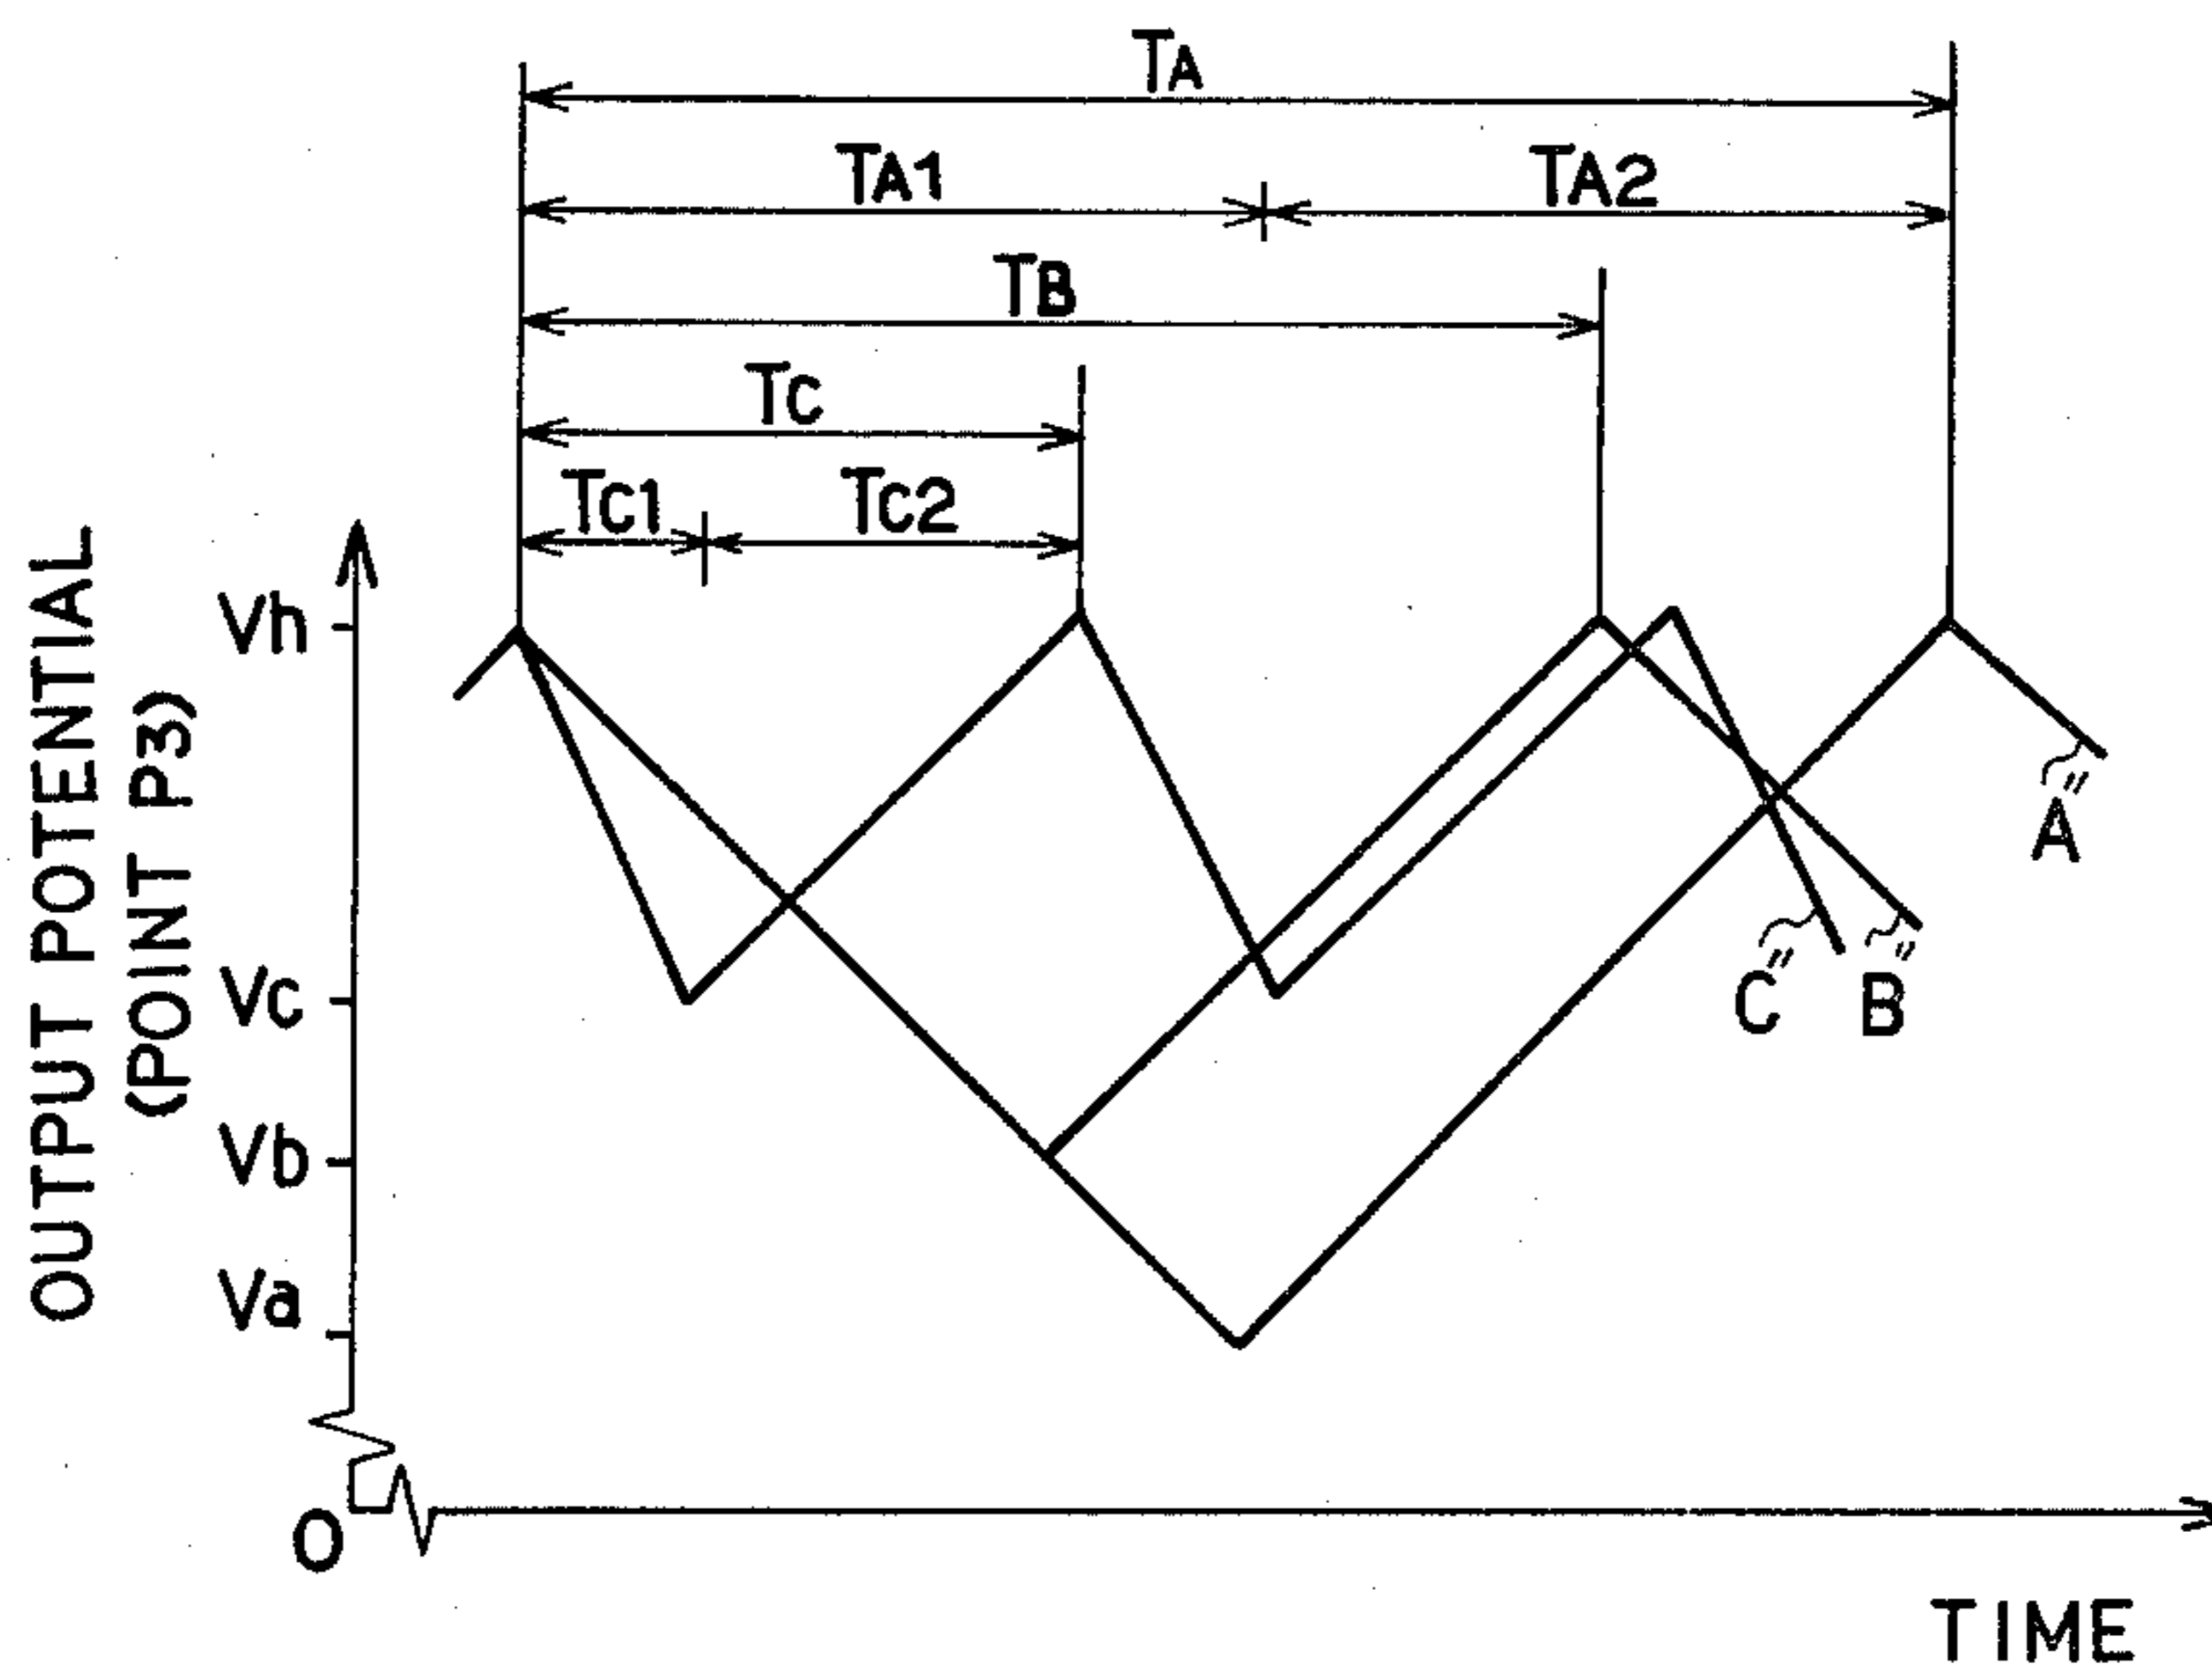 TA
TA1
TA2
TB
TC
TC1
TC2
OUTPUT POTENTIAL
(POINT P3)
Vh
Vc
Vb
Va
O
A"
C"
B"
TIME